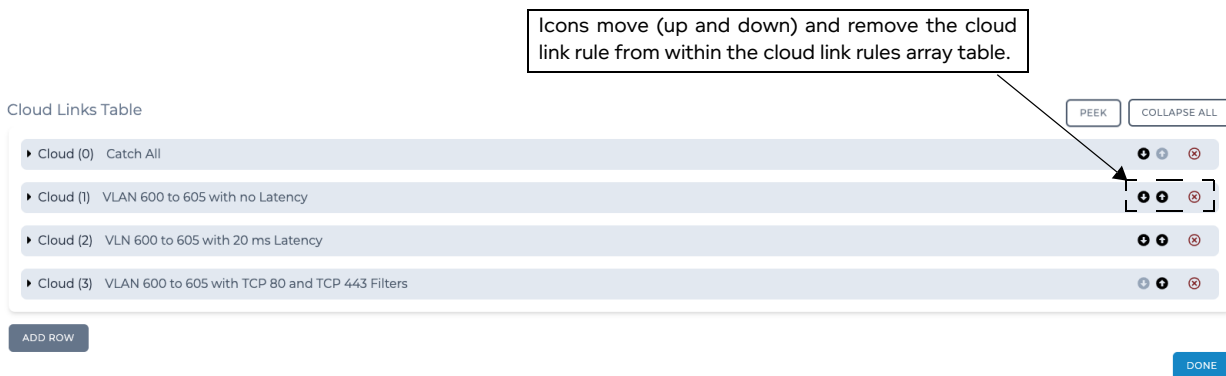 Icons move (up and down) and remove the cloud
link rule from within the cloud link rules array table.
Cloud Links Table
PEEK
COLLAPSE ALL
Cloud (0) Catch All
Cloud (1) VLAN 600 to 605 with no Latency
Cloud (2) VLN 600 to 605 with 20 ms Latency
Cloud (3) VLAN 600 to 605 with TCP 80 and TCP 443 Filters
ADD ROW
DONE